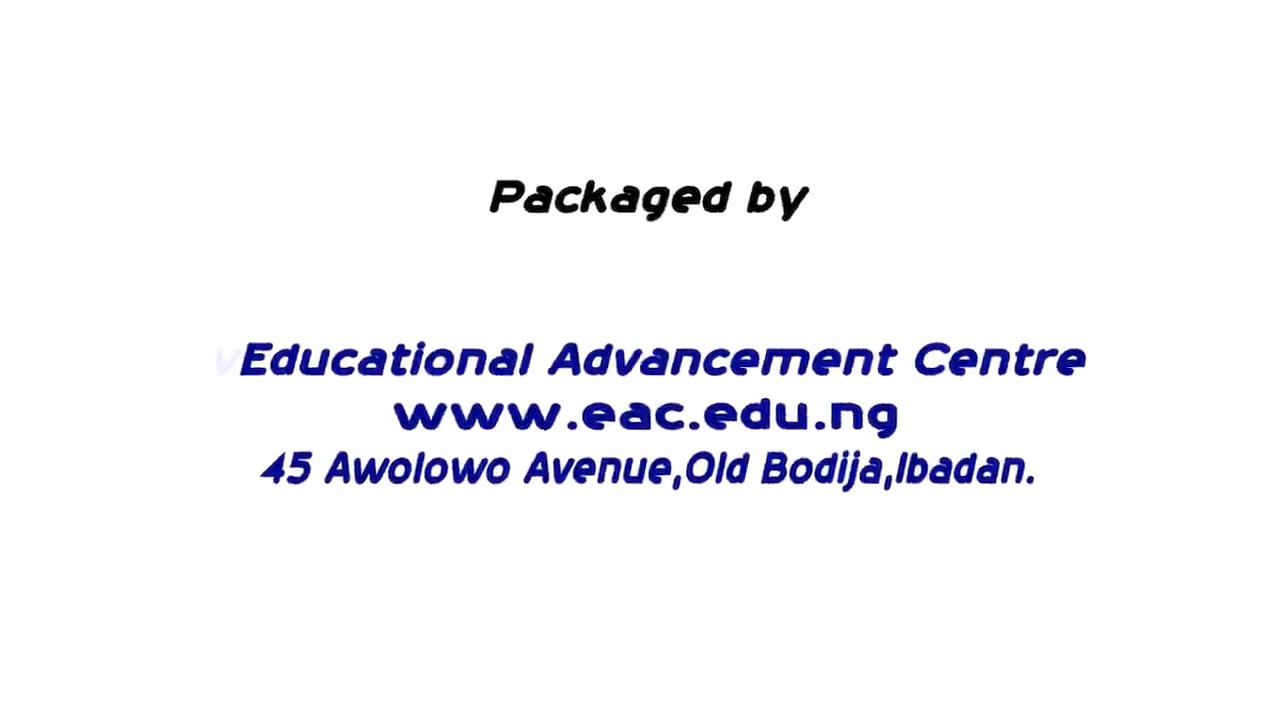 Packaged by
Educational Advancement Centre
www.eac.edu.ng
45 Awolowo Avenue,Old Bodija,Ibadan.